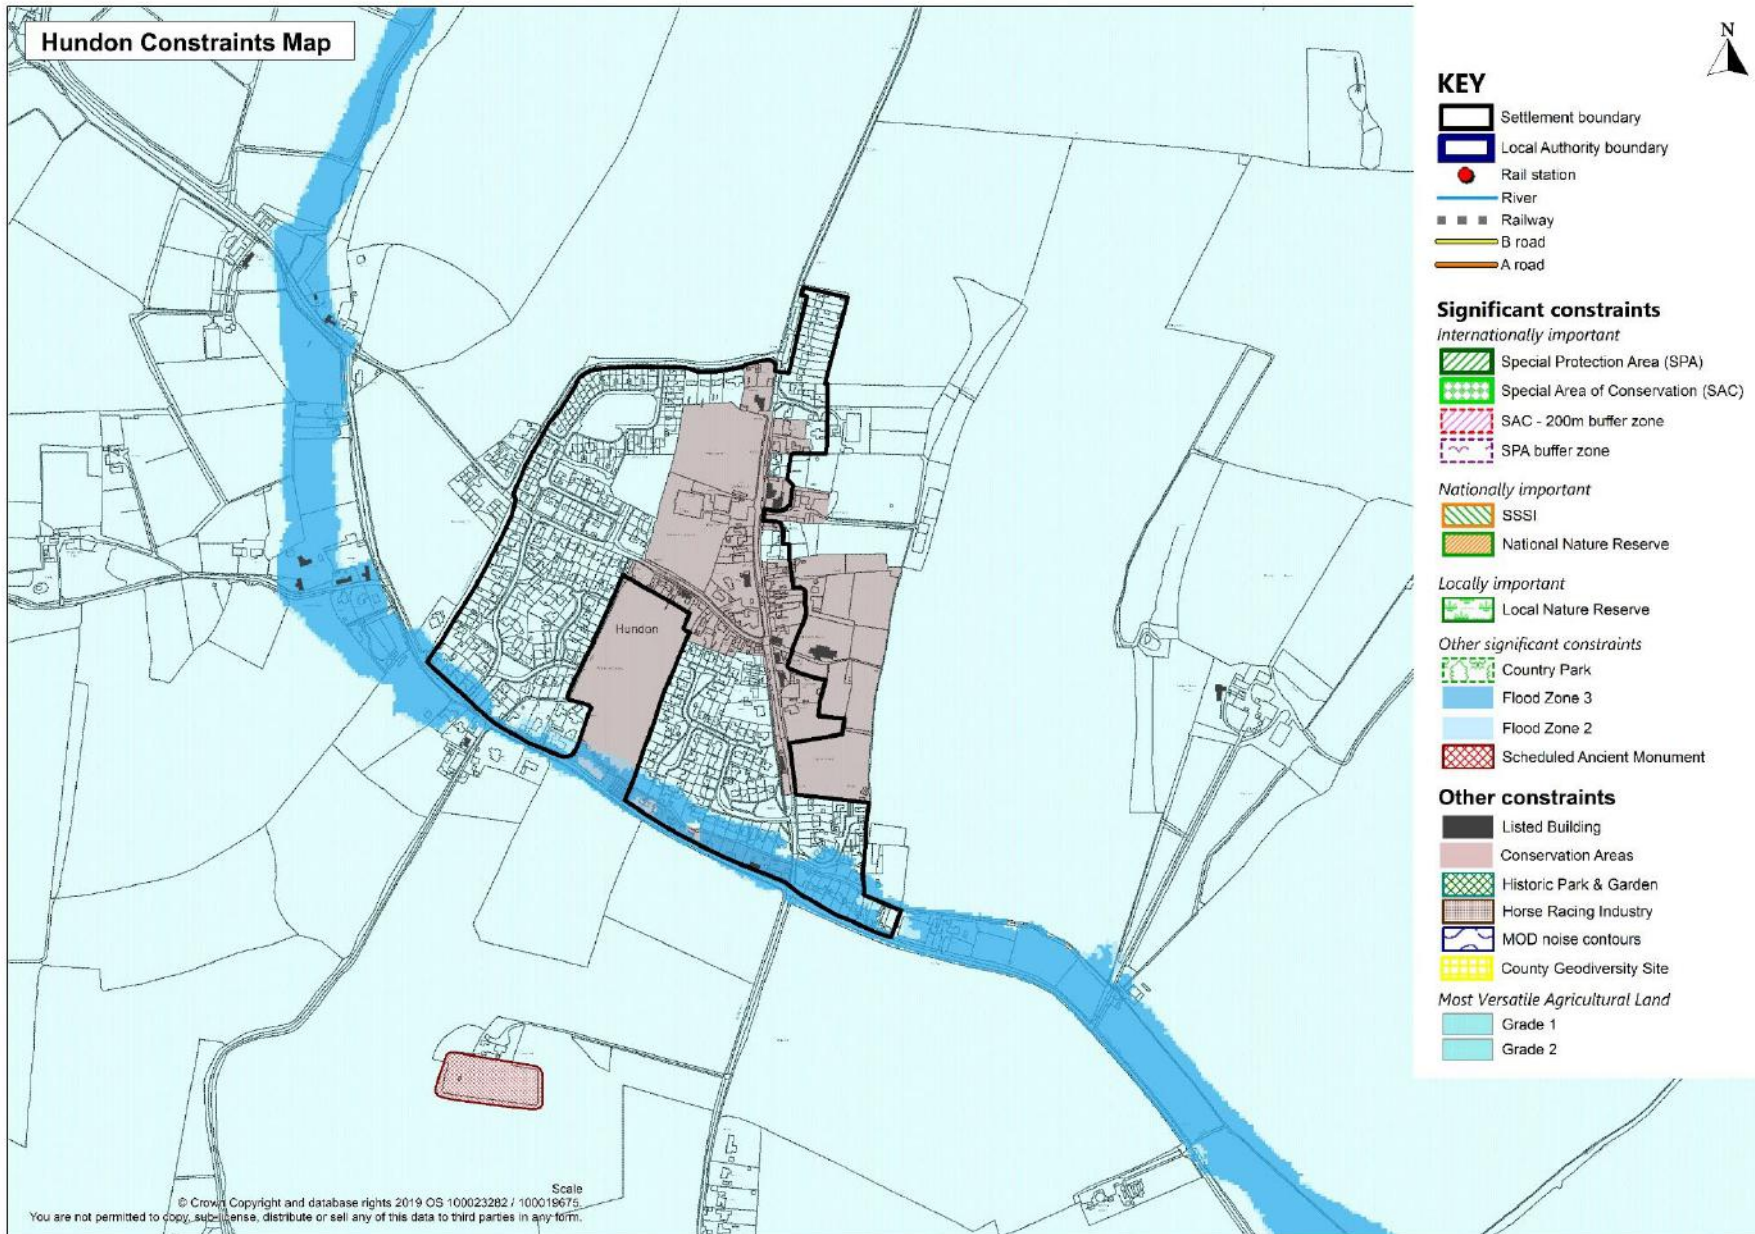 Hundon Constraints Map
N
KEY
Settlement boundary
Local Authority boundary
Rail station
River
Railway
B road
A road
Significant constraints
Internationally important
Special Protection Area (SPA)
Special Area of Conservation (SAC)
SAC - 200m buffer zone
SPA buffer zone
Nationally important
SSSI
National Nature Reserve
Locally important
Local Nature Reserve
Other significant constraints
Country Park
Flood Zone 3
Flood Zone 2
Scheduled Ancient Monument
Other constraints
Listed Building
Conservation Areas
Historic Park & Garden
Horse Racing Industry
MOD noise contours
County Geodiversity Site
Most Versatile Agricultural Land
Grade 1
Grade 2
Hundon
Scale
© Crown Copyright and database rights 2019 OS 100023282 / 100019675.
You are not permitted to copy, sub-license, distribute or sell any of this data to third parties in any form.